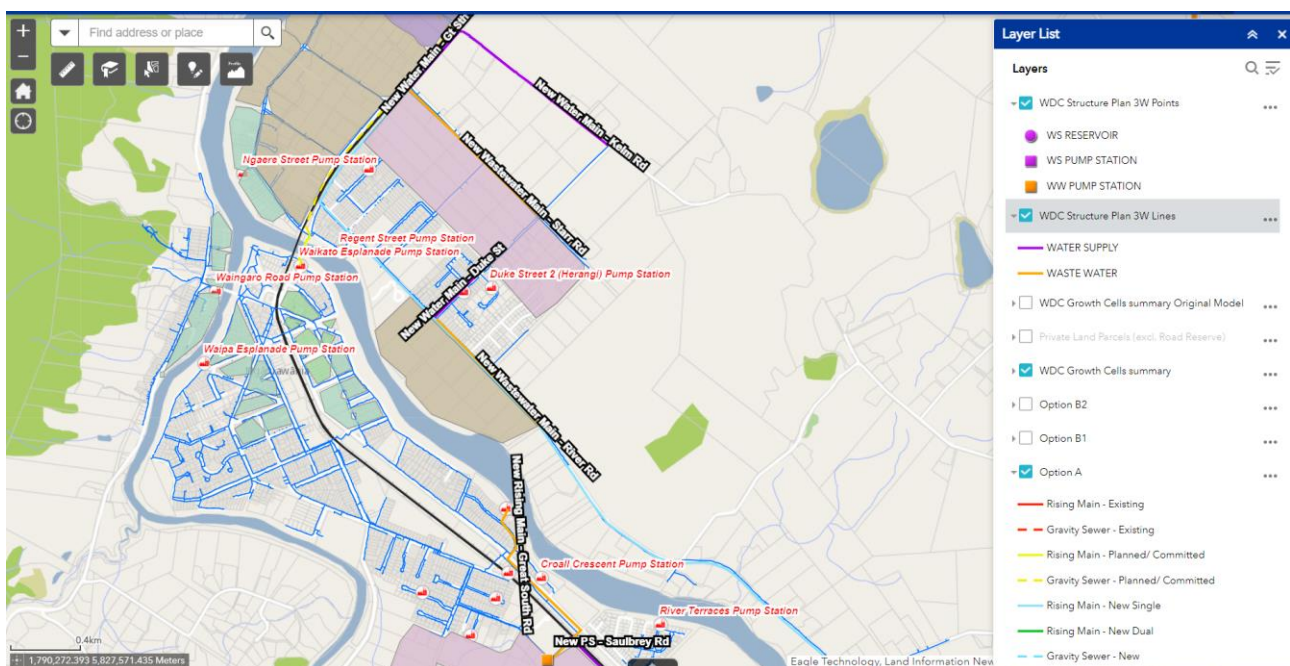 Find address or place
New Water Main - Gt Sth
New Water Main - Kelm Rd
Ngaere Street Pump Station
New Wastewater Main - Starr Rd
Regent Street Pump Station
Waikato Esplanade Pump Station
Waingaro Road Pump Station
Duke Street 2 (Herangi) Pump Station
New Water Main - Duke St
Waipa Esplanade Pump Station
New Wastewater Main - River Rd
New Rising Main - Great South Rd
Croall Crescent Pump Station
River Terraces Pump Station
New PS - Saulbrey Rd
0.4km
1,790,272.393 5,827,571.435 Meters
Eagle Technology, Land Information New
Layer List
Layers
WDC Structure Plan 3W Points
WS RESERVOIR
WS PUMP STATION
WW PUMP STATION
WDC Structure Plan 3W Lines
WATER SUPPLY
WASTE WATER
WDC Growth Cells summary Original Model
Private Land Parcels (excl. Road Reserve)
WDC Growth Cells summary
Option B2
Option B1
Option A
Rising Main - Existing
Gravity Sewer - Existing
Rising Main - Planned/ Committed
Gravity Sewer - Planned/ Committed
Rising Main - New Single
Rising Main - New Dual
Gravity Sewer - New